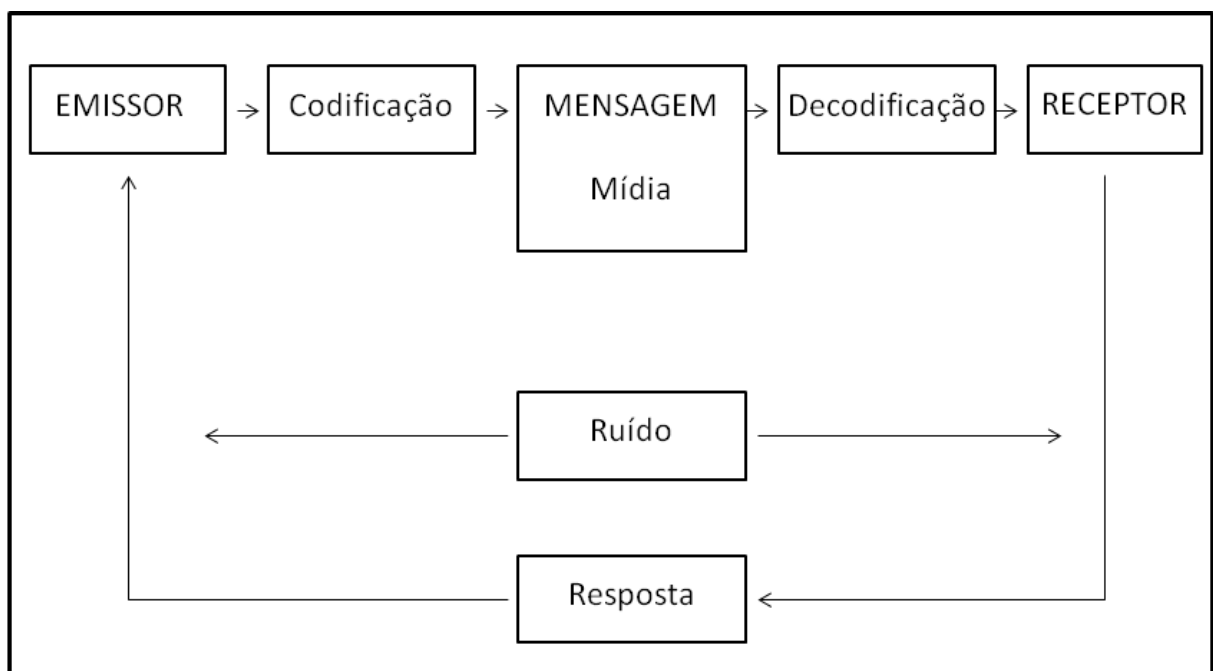 EMISSOR
Codificação
MENSAGEM
Mídia
Decodificação
RECEPTOR
Ruído
Resposta